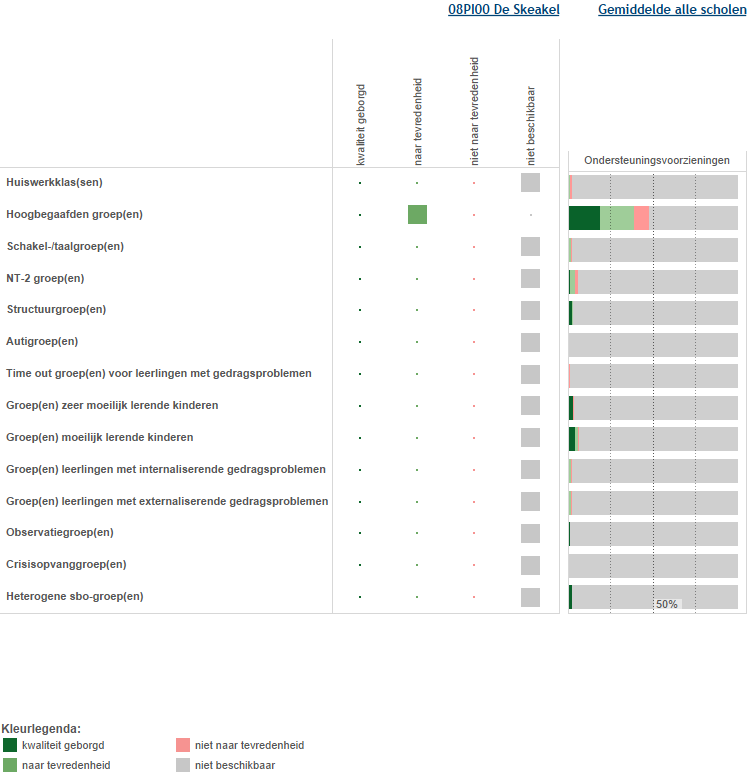 08PI00 De Skeakel
Gemiddelde alle scholen
kwaliteit geborgd
naar tevredenheid
niet naar tevredenheid
niet beschikbaar
Ondersteuningsvoorzieningen
Huiswerkklas(sen)
Hoogbegaafden groep(en)
Schakel-/taalgroep(en)
NT-2 groep(en)
Structuurgroep(en)
Autigroep(en)
Time out groep(en) voor leerlingen met gedragsproblemen
Groep(en) zeer moeilijk lerende kinderen
Groep(en) moeilijk lerende kinderen
Groep(en) leerlingen met internaliserende gedragsproblemen
Groep(en) leerlingen met externaliserende gedragsproblemen
Observatiegroep(en)
Crisisopvanggroep(en)
Heterogene sbo-groep(en)
50%
Kleurlegenda:
kwaliteit geborgd
niet naar tevredenheid
naar tevredenheid
niet beschikbaar